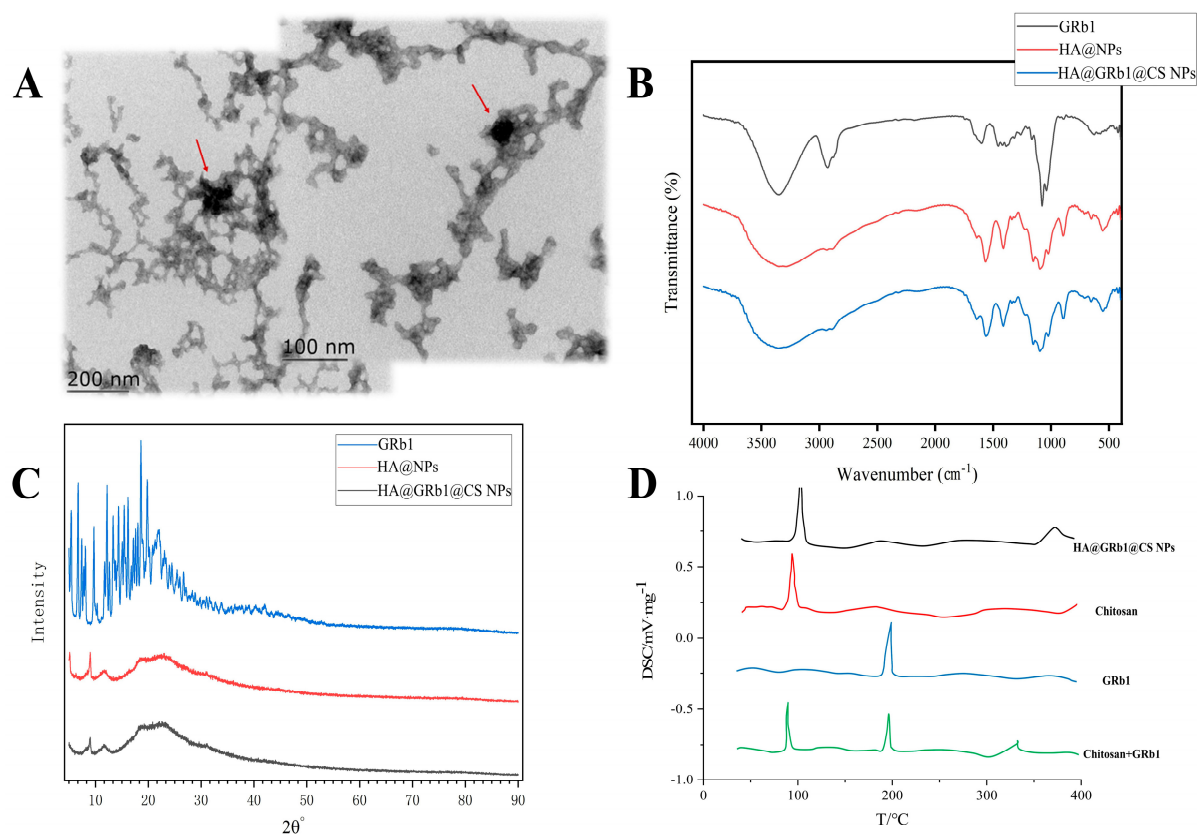 A
200 nm
100 nm
B
GRb1
HA@NPs
HA@GRb1@CS NPs
Transmittance (%)
4000 3500 3000 2500 2000 1500 1000 500
Wavenumber (cm⁻¹)
C
GRb1
HA@NPs
HA@GRb1@CS NPs
Intensity
10 20 30 40 50 60 70 80 90
2θ°
D
1.0
0.5
0.0
-0.5
-1.0
DSC/mV·mg⁻¹
HA@GRb1@CS NPs
Chitosan
GRb1
Chitosan+GRb1
0 100 200 300 400
T/°C